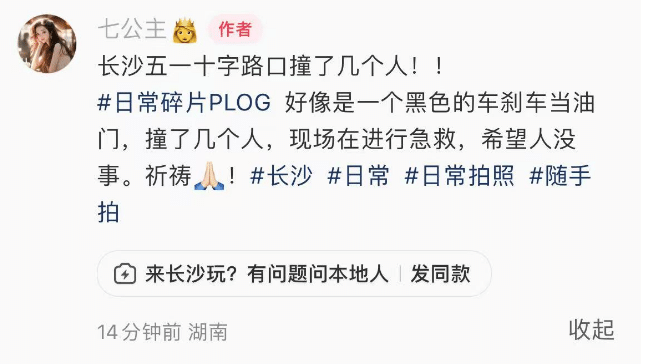 七公主👸 作者
长沙五一十字路口撞了几个人！！
#日常碎片PLOG 好像是一个黑色的车刹车当油
门，撞了几个人，现场在进行急救，希望人没
事。祈祷🙏🏻！#长沙 #日常 #日常拍照 #随手
拍
来长沙玩？有问题问本地人 | 发同款
14分钟前 湖南 收起